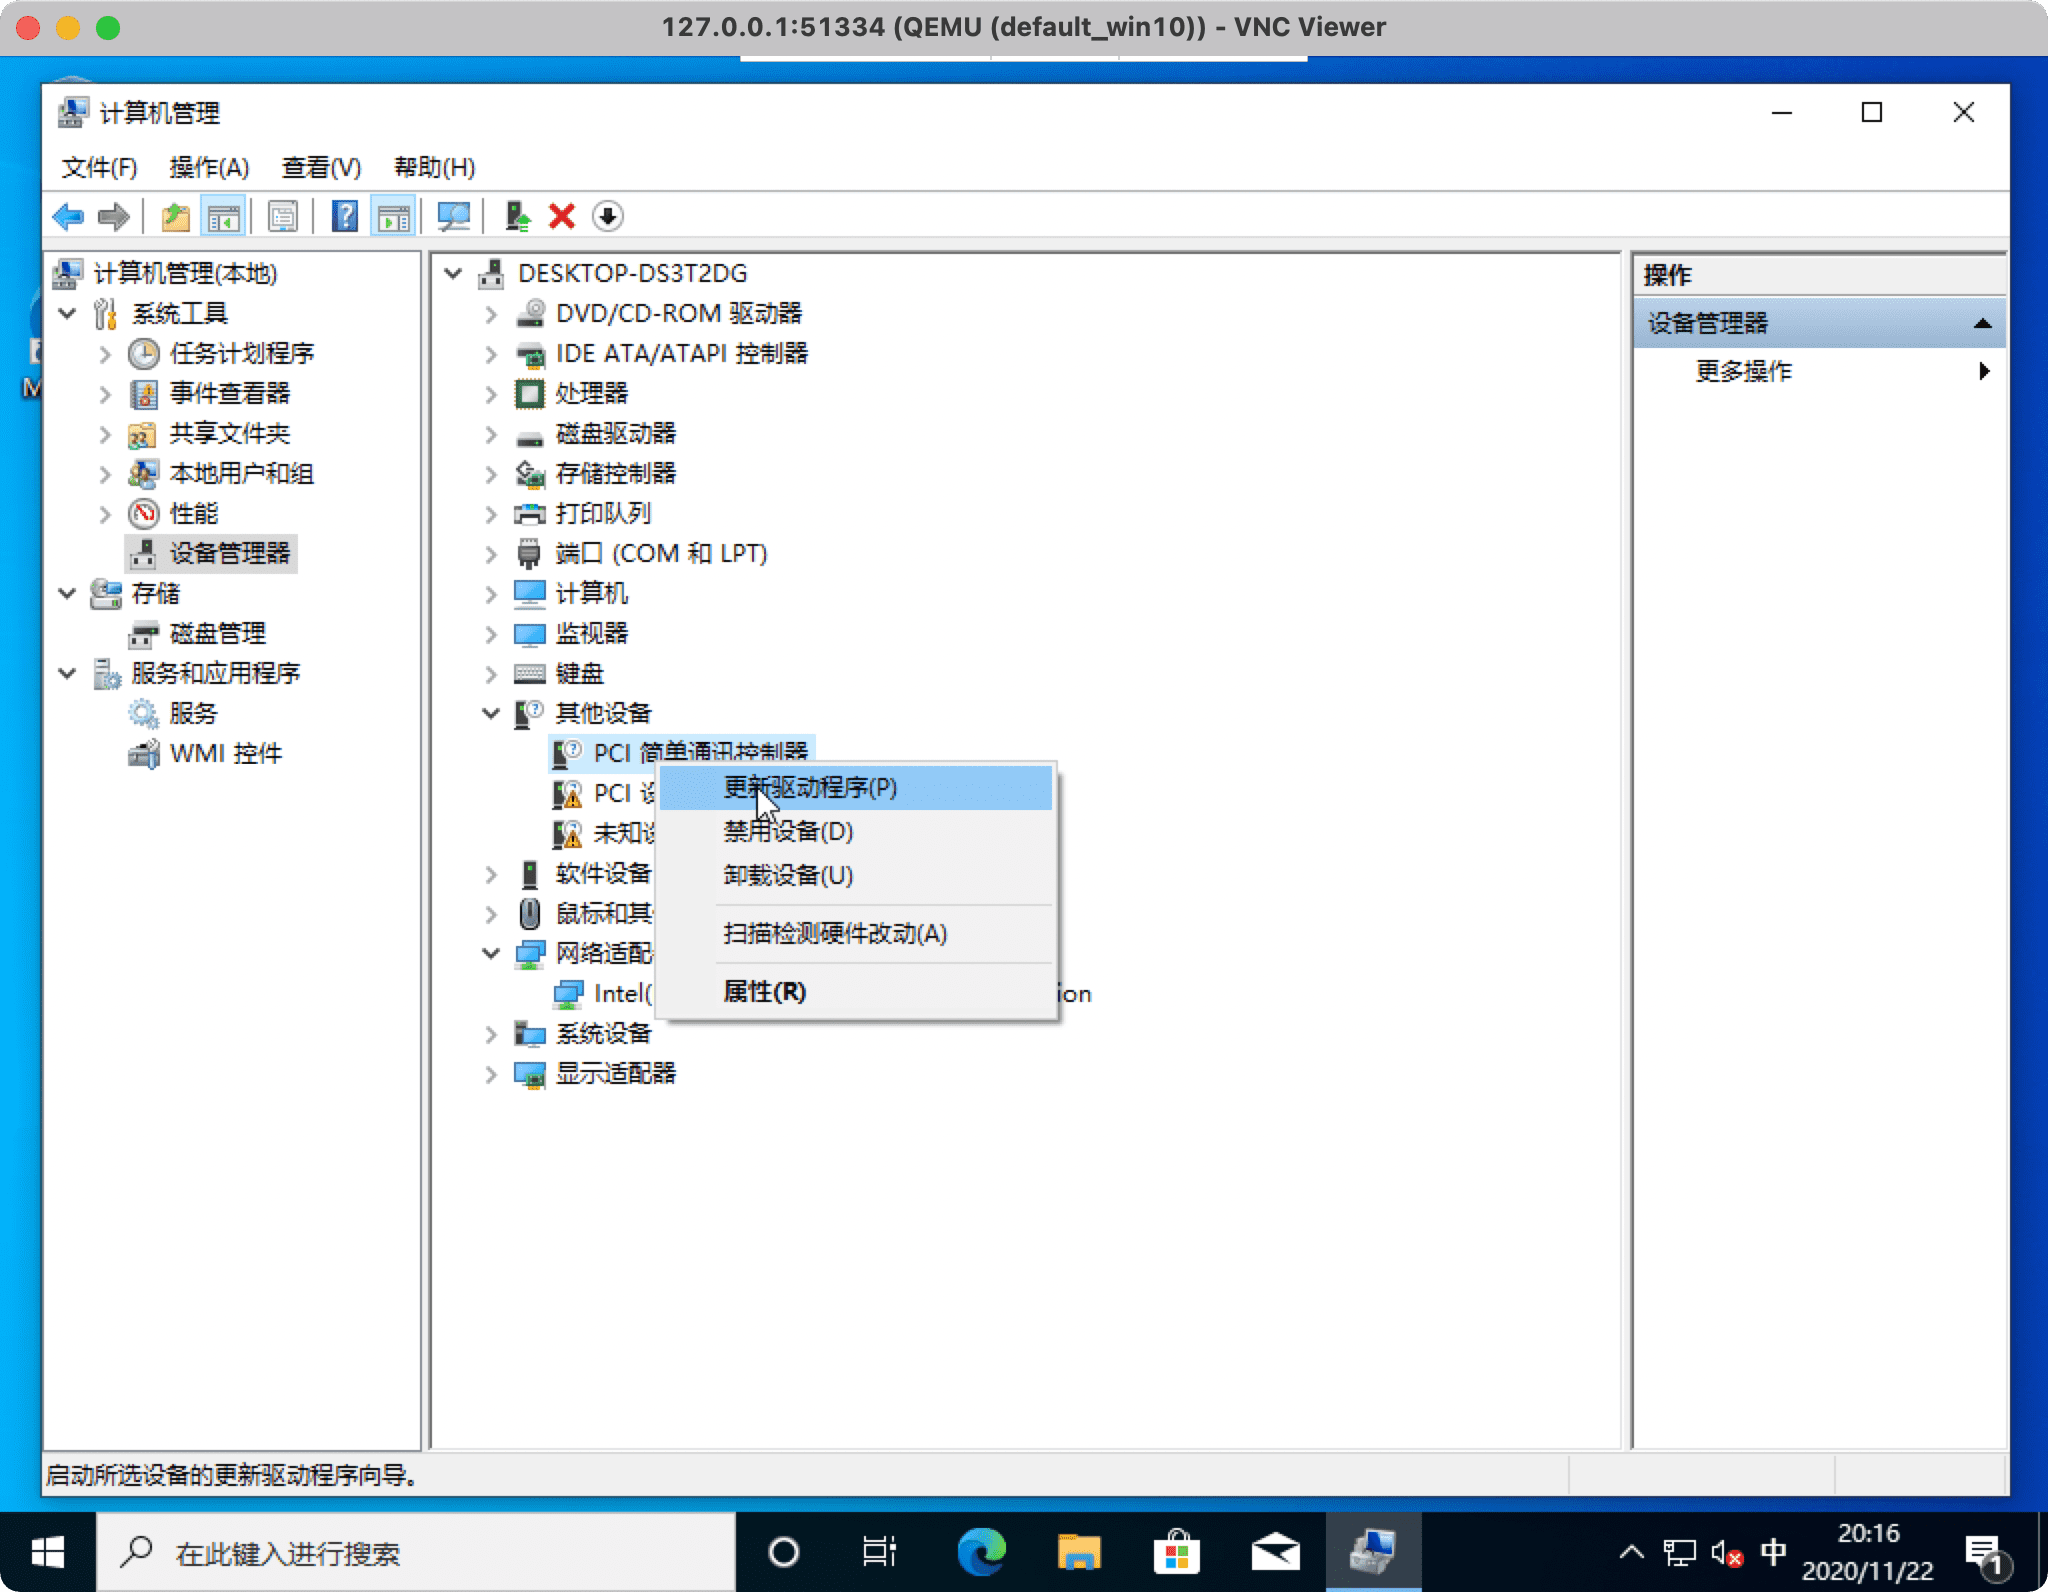 127.0.0.1:51334 (QEMU (default_win10)) - VNC Viewer
计算机管理
文件(F) 操作(A) 查看(V) 帮助(H)
计算机管理(本地)
系统工具
任务计划程序
事件查看器
共享文件夹
本地用户和组
性能
设备管理器
存储
磁盘管理
服务和应用程序
服务
WMI 控件
DESKTOP-DS3T2DG
DVD/CD-ROM 驱动器
IDE ATA/ATAPI 控制器
处理器
磁盘驱动器
存储控制器
打印队列
端口 (COM 和 LPT)
计算机
监视器
键盘
其他设备
PCI 简单通讯控制器
PCI
未知
软件设备
鼠标和其
网络适配
Intel( ion
系统设备
显示适配器
更新驱动程序(P)
禁用设备(D)
卸载设备(U)
扫描检测硬件改动(A)
属性(R)
操作
设备管理器
更多操作
M
启动所选设备的更新驱动程序向导。
在此键入进行搜索
中
20:16
2020/11/22
1